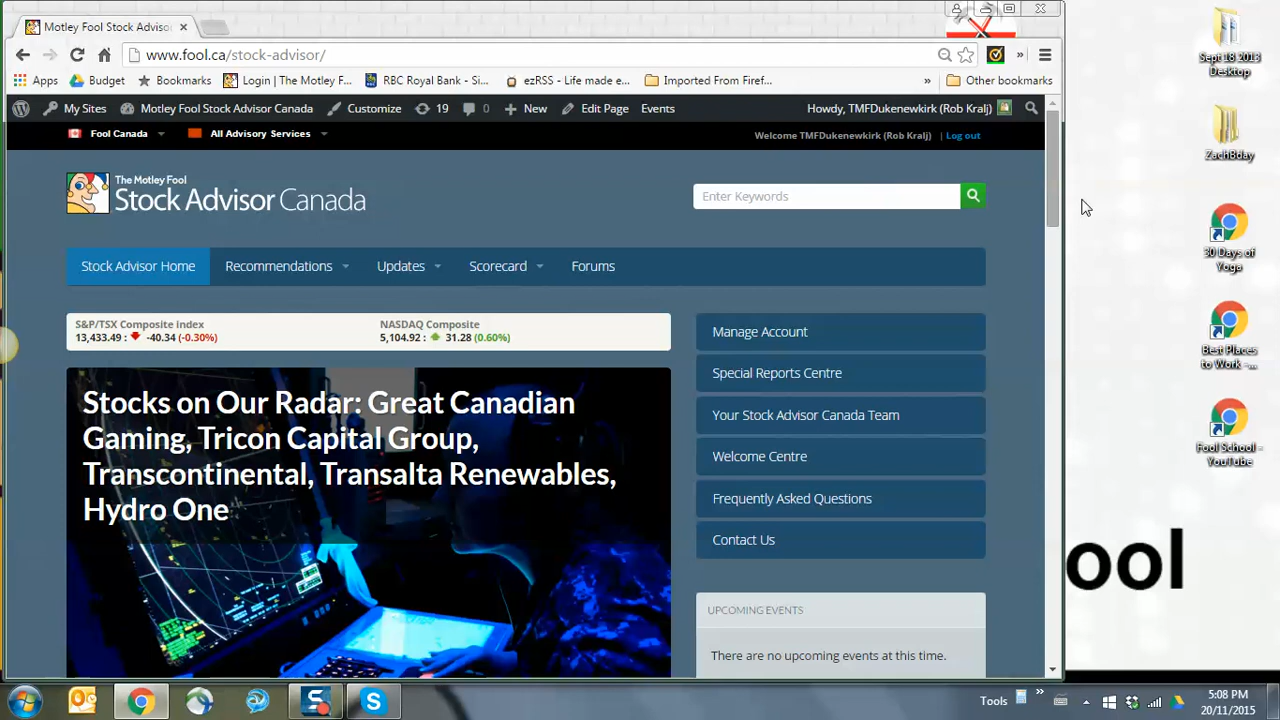 Motley Fool Stock Adviso
www.fool.ca/stock-advisor/
Apps Budget Bookmarks Login | The Motley F... RBC Royal Bank - Si... ezRSS - Life made e... Imported From Firef... » Other bookmarks
My Sites Motley Fool Stock Advisor Canada Customize 19 0 New Edit Page Events Howdy, TMFDukenewkirk (Rob Kralj)
Fool Canada All Advisory Services Welcome TMFDukenewkirk (Rob Kralj) | Log out
The Motley Fool
Stock Advisor Canada
Enter Keywords
Stock Advisor Home Recommendations Updates Scorecard Forums
S&P/TSX Composite index
13,433.49 : -40.34 (-0.30%)
NASDAQ Composite
5,104.92 : 31.28 (0.60%)
Stocks on Our Radar: Great Canadian
Gaming, Tricon Capital Group,
Transcontinental, Transalta Renewables,
Hydro One
Manage Account
Special Reports Centre
Your Stock Advisor Canada Team
Welcome Centre
Frequently Asked Questions
Contact Us
UPCOMING EVENTS
There are no upcoming events at this time.
Sept 18 2013
Desktop
ZachBday
30 Days of
Yoga
Best Places
to Work -...
Fool School -
YouTube
ool
Tools »
5:08 PM
20/11/2015